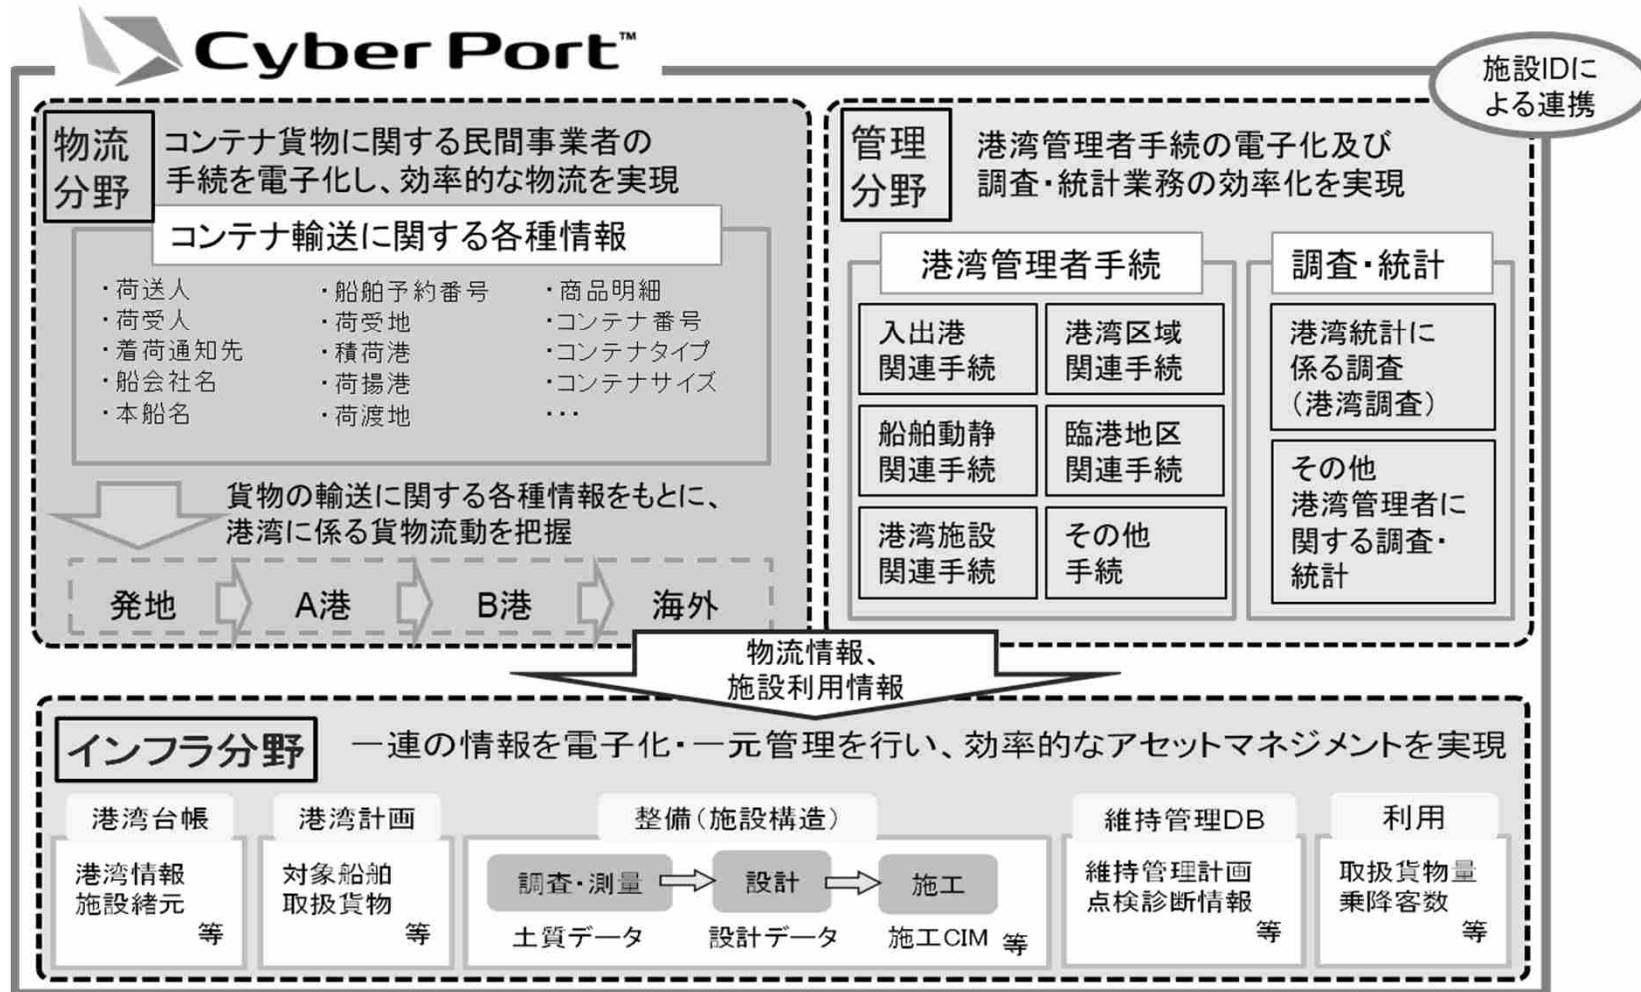 Cyber Port™
施設IDに
よる連携
物流
分野
コンテナ貨物に関する民間事業者の
手続を電子化し、効率的な物流を実現
コンテナ輸送に関する各種情報
・荷送人
・荷受人
・着荷通知先
・船会社名
・本船名
・船舶予約番号
・荷受地
・積荷港
・荷揚港
・荷渡地
・商品明細
・コンテナ番号
・コンテナタイプ
・コンテナサイズ
・・・
貨物の輸送に関する各種情報をもとに、
港湾に係る貨物流動を把握
発地
A港
B港
海外
管理
分野
港湾管理者手続の電子化及び
調査・統計業務の効率化を実現
港湾管理者手続
入出港
関連手続
港湾区域
関連手続
船舶動静
関連手続
臨港地区
関連手続
港湾施設
関連手続
その他
手続
調査・統計
港湾統計に
係る調査
(港湾調査)
その他
港湾管理者に
関する調査・
統計
物流情報、
施設利用情報
インフラ分野
一連の情報を電子化・一元管理を行い、効率的なアセットマネジメントを実現
港湾台帳
港湾情報
施設緒元
等
港湾計画
対象船舶
取扱貨物
等
整備(施設構造)
調査・測量
設計
施工
土質データ
設計データ
施工CIM 等
維持管理DB
維持管理計画
点検診断情報
等
利用
取扱貨物量
乗降客数
等